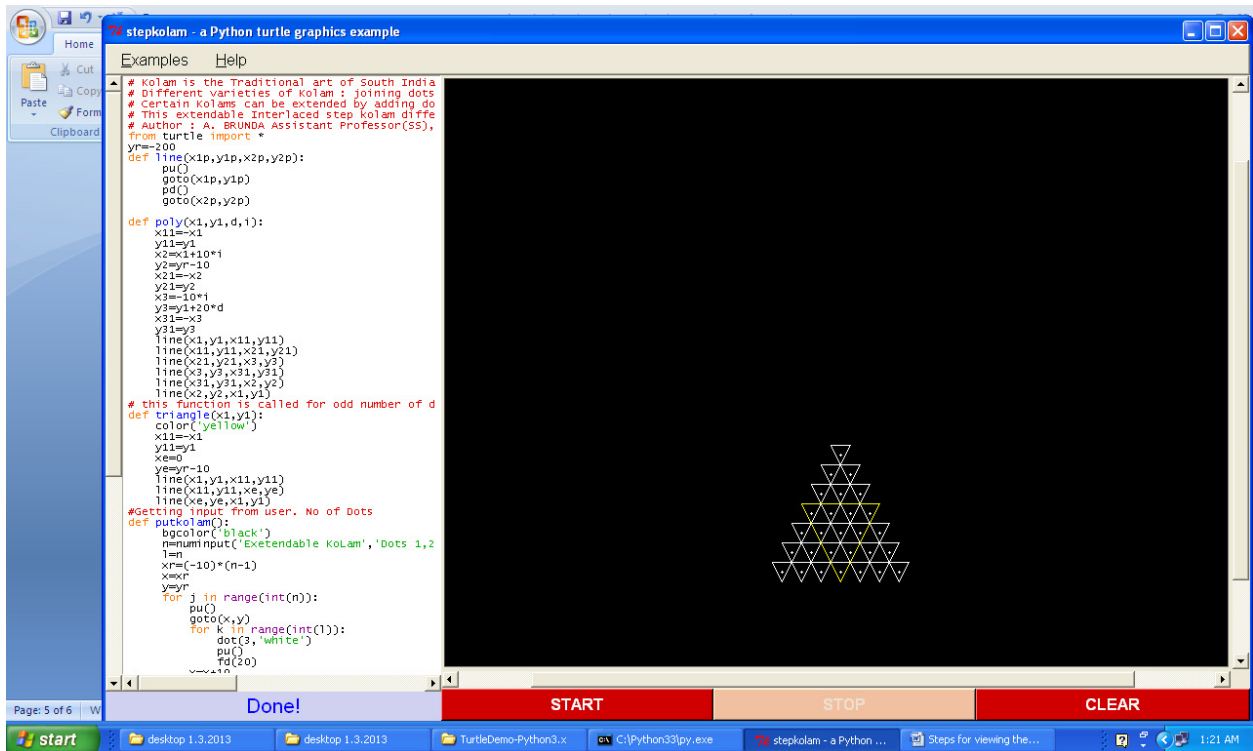 stepkolam - a Python turtle graphics example
Home
Examples Help
Cut
Copy
Paste
Form
Clipboard
# Kolam is the Traditional art of South India
# Different varieties of Kolam : joining dots
# Certain Kolams can be extended by adding do
# This extendable Interlaced step kolam diffe
# Author : A. BRUNDA Assistant Professor(SS),
from turtle import *
yr=-200
def line(x1p,y1p,x2p,y2p):
pu()
goto(x1p,y1p)
pd()
goto(x2p,y2p)
def poly(x1,y1,d,i):
x11=-x1
y11=y1
x2=x1+10*i
y2=yr-10
x21=-x2
y21=y2
x3=-10*i
y3=y1+20*d
x31=-x3
y31=y3
line(x1,y1,x11,y11)
line(x11,y11,x21,y21)
line(x21,y21,x3,y3)
line(x3,y3,x31,y31)
line(x31,y31,x2,y2)
line(x2,y2,x1,y1)
# this function is called for odd number of d
def triangle(x1,y1):
color('yellow')
x11=-x1
y11=y1
xe=0
ye=yr-10
line(x1,y1,x11,y11)
line(x11,y11,xe,ye)
line(xe,ye,x1,y1)
#Getting input from user. No of Dots
def putkolam():
bgcolor('black')
n=numinput('Exetendable KoLam','Dots 1,2
l=n
xr=(-10)*(n-1)
x=xr
y=yr
for j in range(int(n)):
pu()
goto(x,y)
for k in range(int(l)):
dot(3,'white')
pu()
fd(20)
x=x+10
Done!
START
STOP
CLEAR
Page: 5 of 6 W
start
desktop 1.3.2013
desktop 1.3.2013
TurtleDemo-Python3.x
C:\Python33\py.exe
stepkolam - a Python ...
Steps for viewing the...
1:21 AM